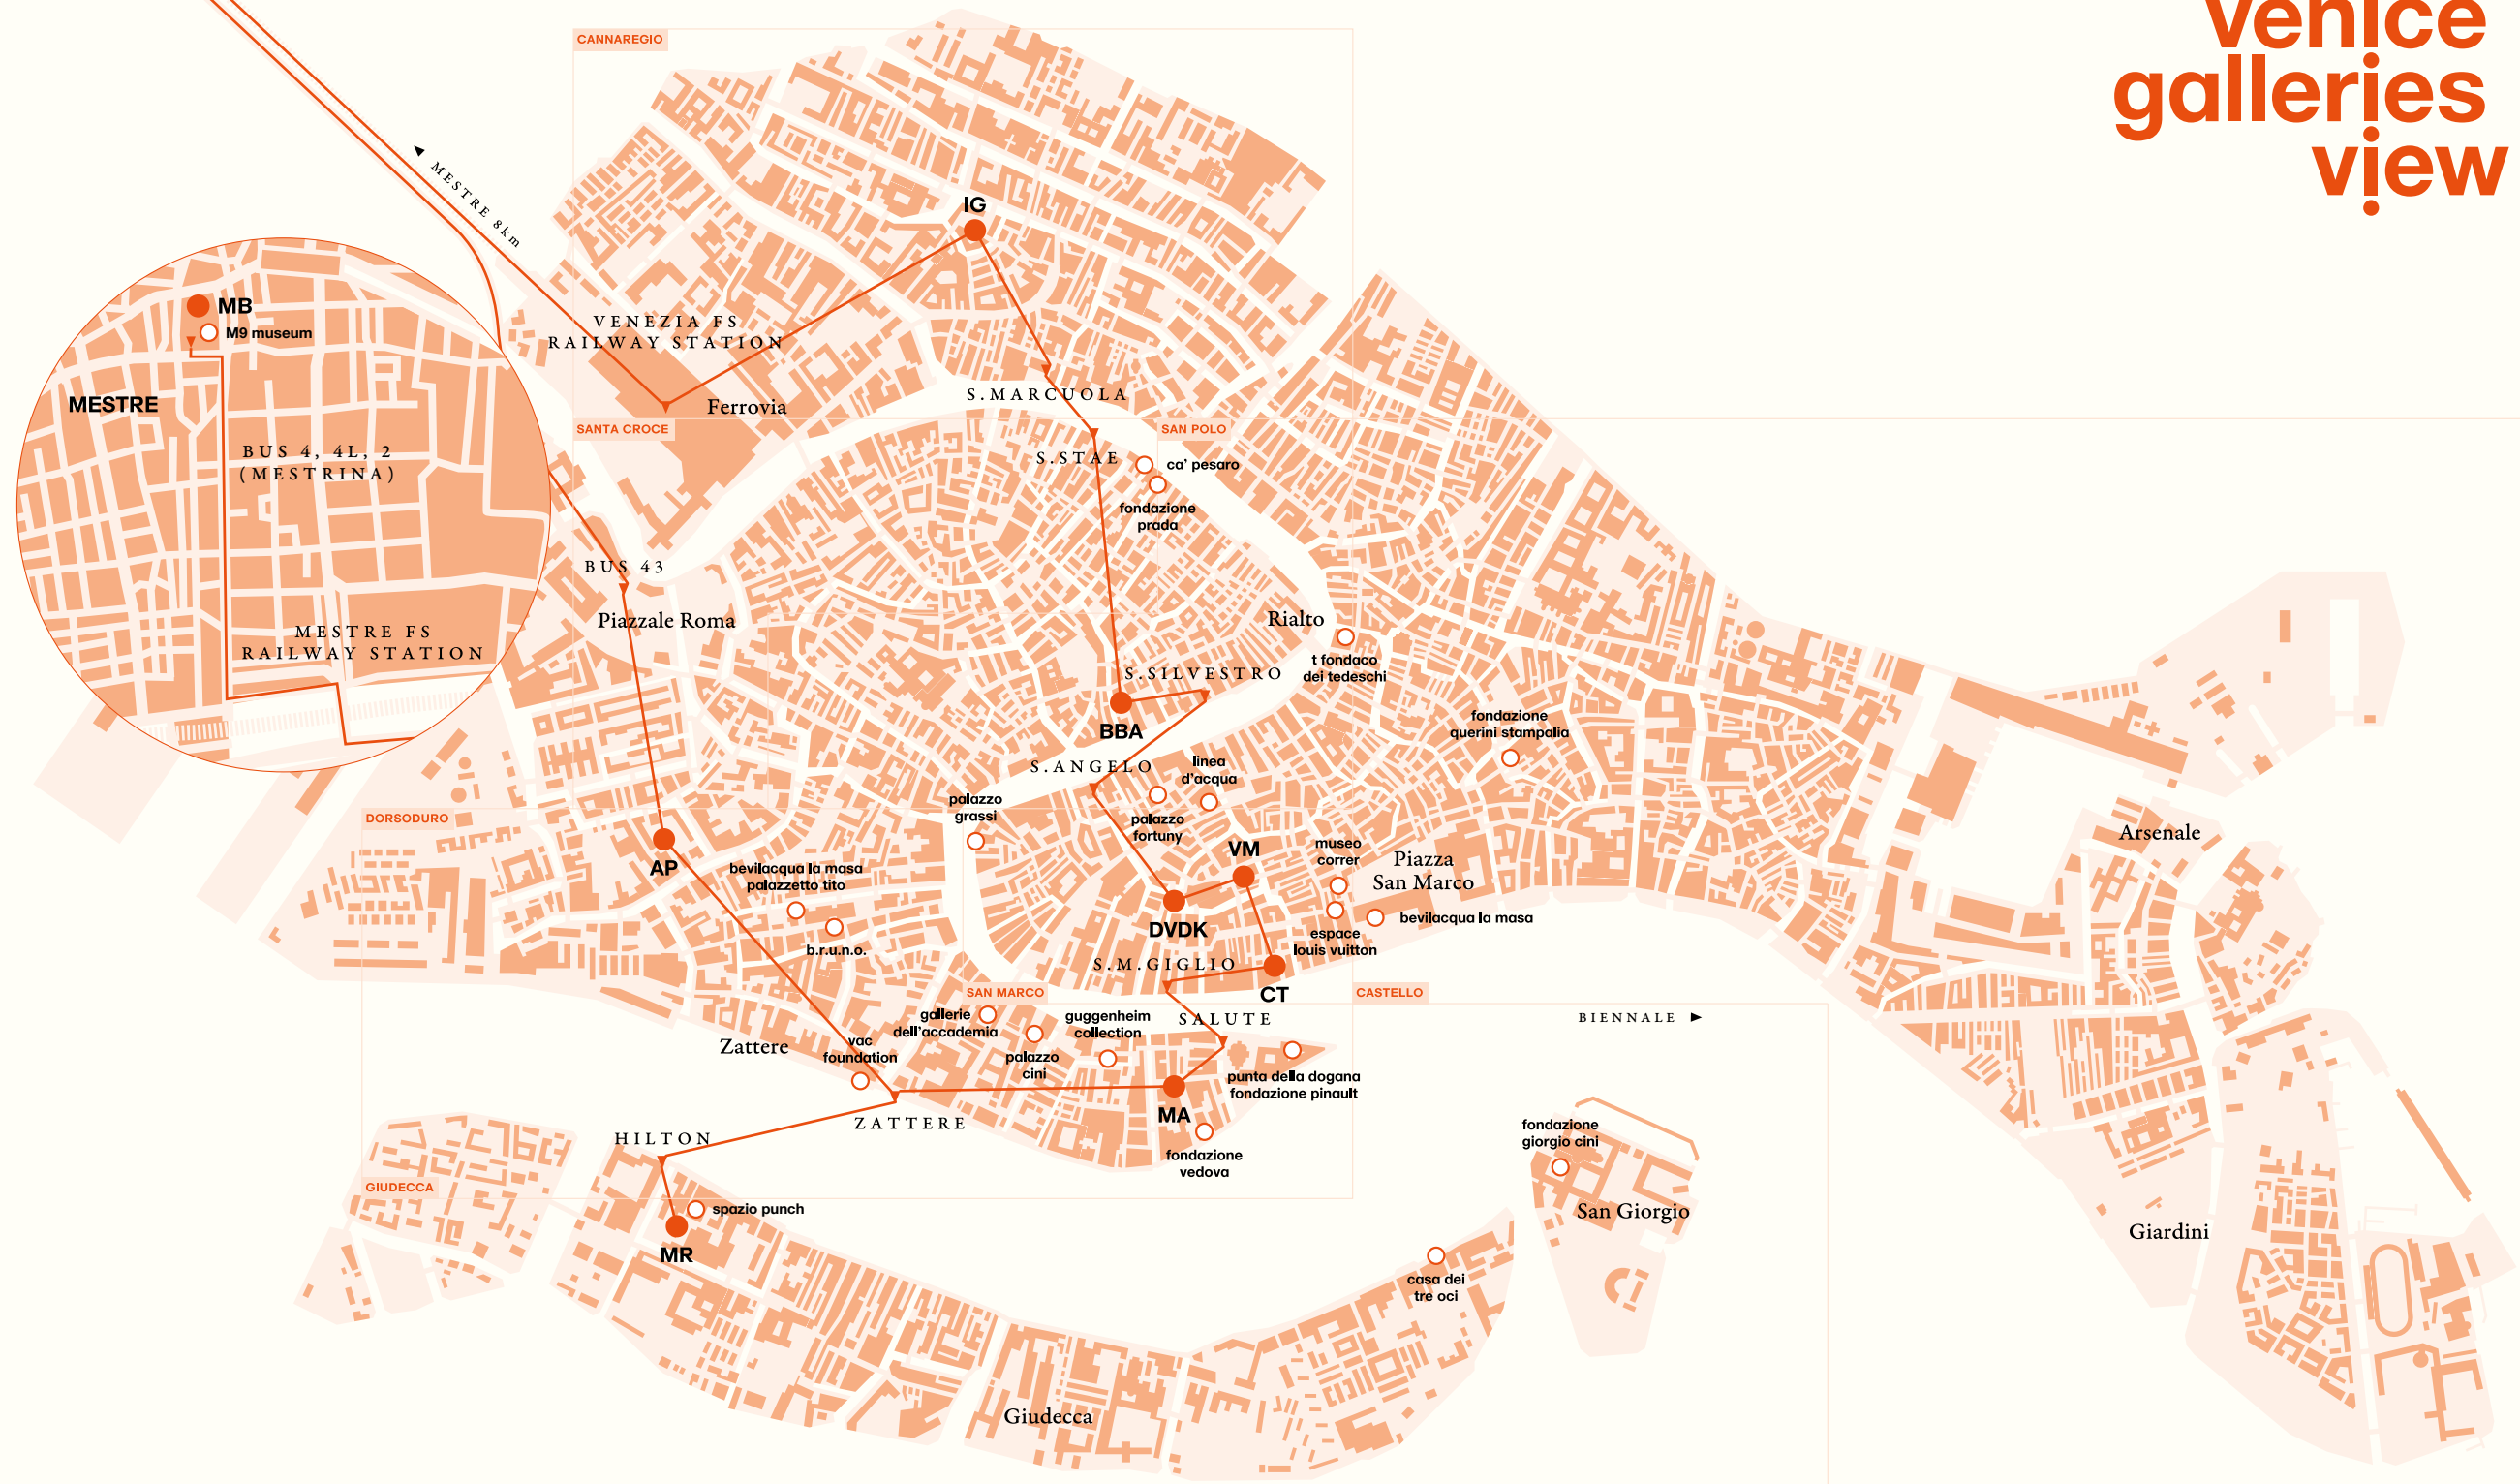 venice
galleries
view
CANNAREGIO
MESTRE 8km
IG
MB
M9 museum
VENEZIA FS
RAILWAY STATION
MESTRE
S.MARCUOLA
Ferrovia
SANTA CROCE
SAN POLO
BUS 4, 4L, 2
(MESTRINA)
S.STAE
ca' pesaro
fondazione
prada
BUS 43
Piazzale Roma
Rialto
MESTRE FS
RAILWAY STATION
t fondaco
dei tedeschi
S.SILVESTRO
BBA
fondazione
querini stampalia
S.ANGELO
linea
d'acqua
palazzo
grassi
palazzo
fortuny
DORSODURO
Arsenale
VM
museo
correr
Piazza
San Marco
AP
bevilacqua la masa
palazzetto tito
bevilacqua la masa
DVDK
espace
louis vuitton
b.r.u.n.o.
S.M.GIGLIO
CT
SAN MARCO
CASTELLO
gallerie
dell'accademia
guggenheim
collection
SALUTE
BIENNALE
Zattere
vac
foundation
palazzo
cini
punta della dogana
fondazione pinault
MA
ZATTERE
HILTON
fondazione
giorgio cini
fondazione
vedova
GIUDECCA
spazio punch
San Giorgio
Giardini
MR
casa dei
tre oci
Giudecca